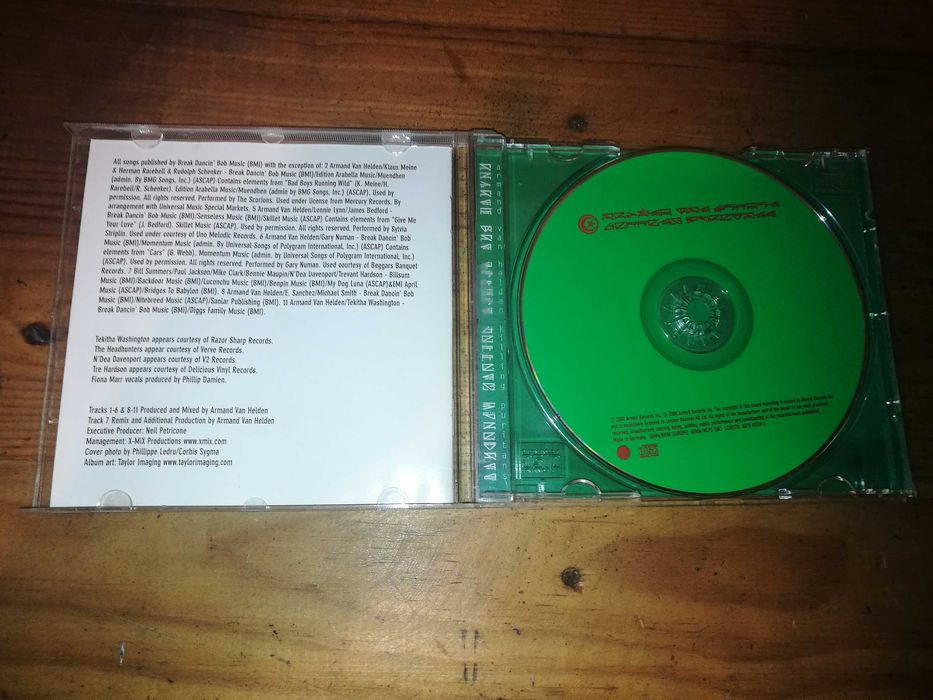 All songs published by Break Dancin' Bob Music (BMI) with the exception of: 2 Armand Van Helden/Klaus Meine
& Herman Rarebell & Rudolph Schenker - Break Dancin' Bob Music (BMI)/Edition Arabella Music/Muendhen
(admin. By BMG Songs, Inc.) (ASCAP) Contains elements from "Bad Boys Running Wild" (K. Meine/H.
Rarebell/R. Schenker). Edition Arabella Music/Muendhen (admin by BMG Songs, Inc.) (ASCAP). Used by
permission. All rights reserved. Performed by The Scorions. Used under license from Mercury Records. By
arrangement with Universal Music Special Markets. 5 Armand Van Helden/Lonnie Lynn/James Bedford -
Break Dancin' Bob Music (BMI)/Senseless Music (BMI)/Skillet Music (ASCAP) Contains elements from "Give Me
Your Love" (J. Bedford). Skillet Music (ASCAP). Used by permission. All rights reserved. Performed by Sylvia
Striplin. Used under courtesy of Uno Melodic Records. 6 Armand Van Helden/Gary Numan - Break Dancin' Bob
Music (BMI)/Momentum Music (admin. By Universal-Songs of Polygram International, Inc.) (ASCAP) Contains
elements from "Cars" (G. Webb). Momentum Music (admin. by Universal-Songs of Polygram International, Inc.)
(ASCAP). Used by permission. All rights reserved. Performed by Gary Numan. Used courtesy of Beggars Banquet
Records. 7 Bill Summers/Paul Jackson/Mike Clark/Bennie Maupin/N'Dea Davenport/Trevant Hardson - Billsum
Music (BMI)/Backdoor Music (BMI)/Luconchu Music (BMI)/Benpin Music (BMI)/My Dog Luna (ASCAP)&EMI April
Music (ASCAP)/Bridges To Babylon (BMI). 8 Armand Van Helden/E. Sanchez/Michael Smith - Break Dancin' Bob
Music (BMI)/Nitebreed Music (ASCAP)/Sanlar Publishing (BMI). 11 Armand Van Helden/Tekitha Washington -
Break Dancin' Bob Music (BMI)/Diggs Family Music (BMI).
Tekitha Washington appears courtesy of Razor Sharp Records.
The Headhunters appear courtesy of Verve Records.
N'Dea Davenport appears courtesy of V2 Records.
Tre Hardson appears courtesy of Delicious Vinyl Records.
Fiona Marr vocals produced by Phillip Damien.
Tracks 1-6 & 8-11 Produced and Mixed by Armand Van Helden
Track 7 Remix and Additional Production by Armand Van Helden
Executive Producer: Neil Petricone
Management: X-MiX Productions www.xmix.com
Cover photo by Phillippe Ledru/Corbis Sygma
Album art: Taylor Imaging www.taylorimaging.com
armand van helden killing puritans